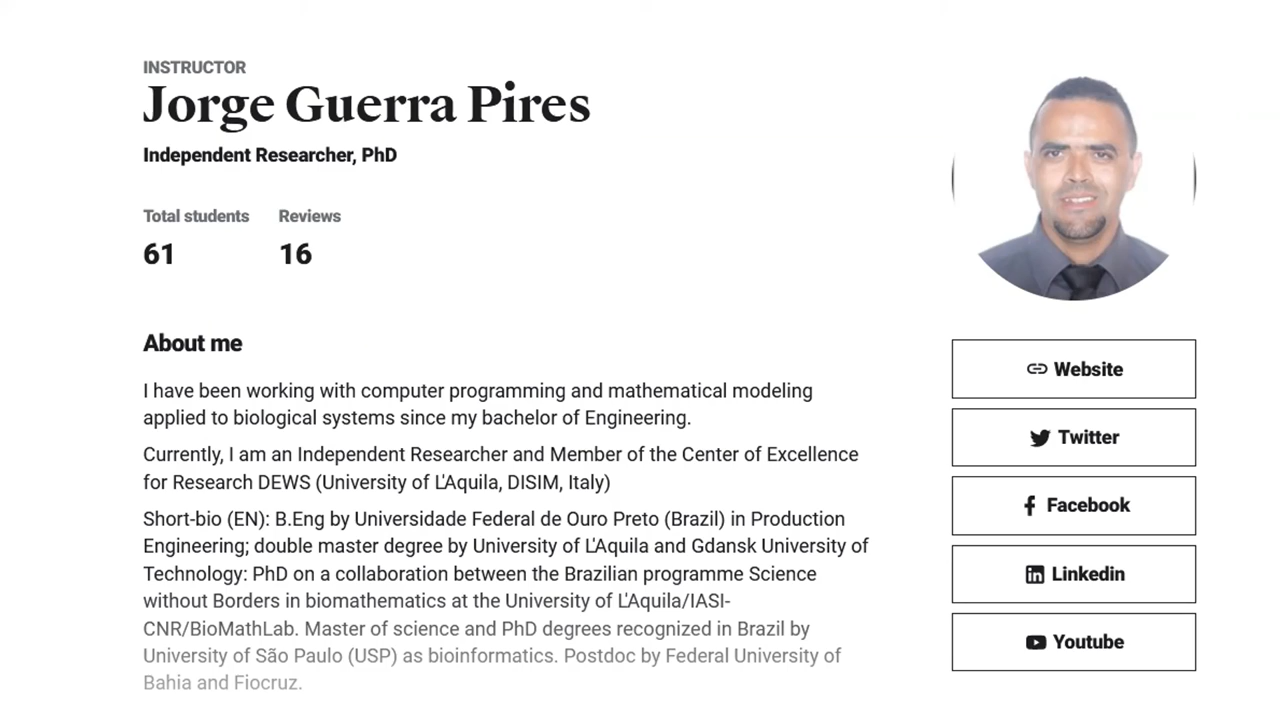 INSTRUCTOR
Jorge Guerra Pires
Independent Researcher, PhD
Total students Reviews
61 16
About me
I have been working with computer programming and mathematical modeling
applied to biological systems since my bachelor of Engineering.
Currently, I am an Independent Researcher and Member of the Center of Excellence
for Research DEWS (University of L'Aquila, DISIM, Italy)
Short-bio (EN): B.Eng by Universidade Federal de Ouro Preto (Brazil) in Production
Engineering; double master degree by University of L'Aquila and Gdansk University of
Technology: PhD on a collaboration between the Brazilian programme Science
without Borders in biomathematics at the University of L'Aquila/IASI-
CNR/BioMathLab. Master of science and PhD degrees recognized in Brazil by
University of São Paulo (USP) as bioinformatics. Postdoc by Federal University of
Bahia and Fiocruz.
Website
Twitter
Facebook
Linkedin
Youtube